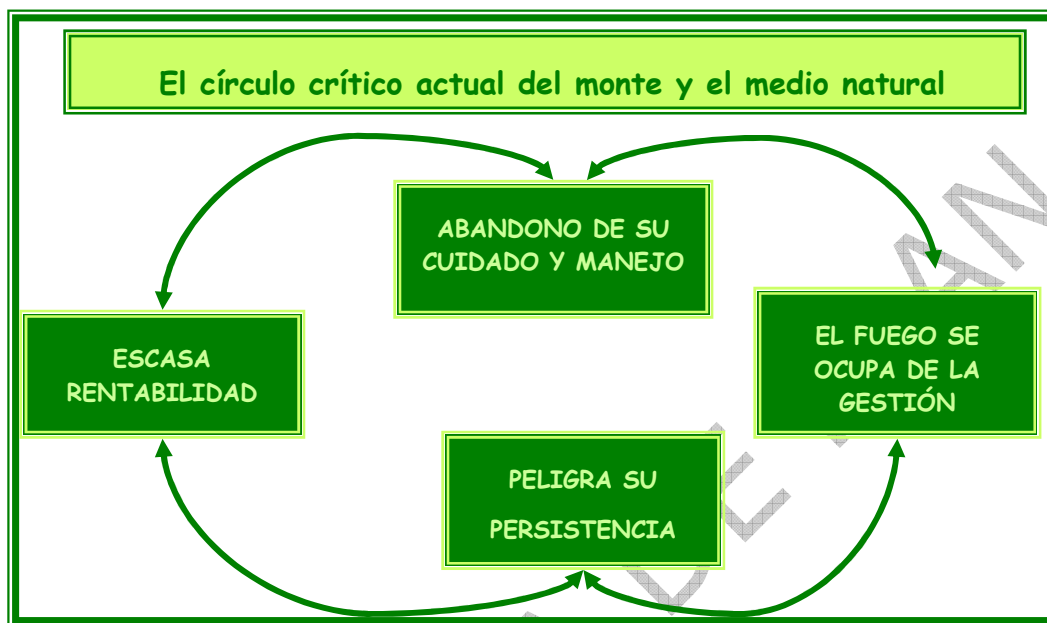 El círculo crítico actual del monte y el medio natural
ABANDONO DE SU
CUIDADO Y MANEJO
ESCASA
RENTABILIDAD
EL FUEGO SE
OCUPA DE LA
GESTIÓN
PELIGRA SU
PERSISTENCIA
DE